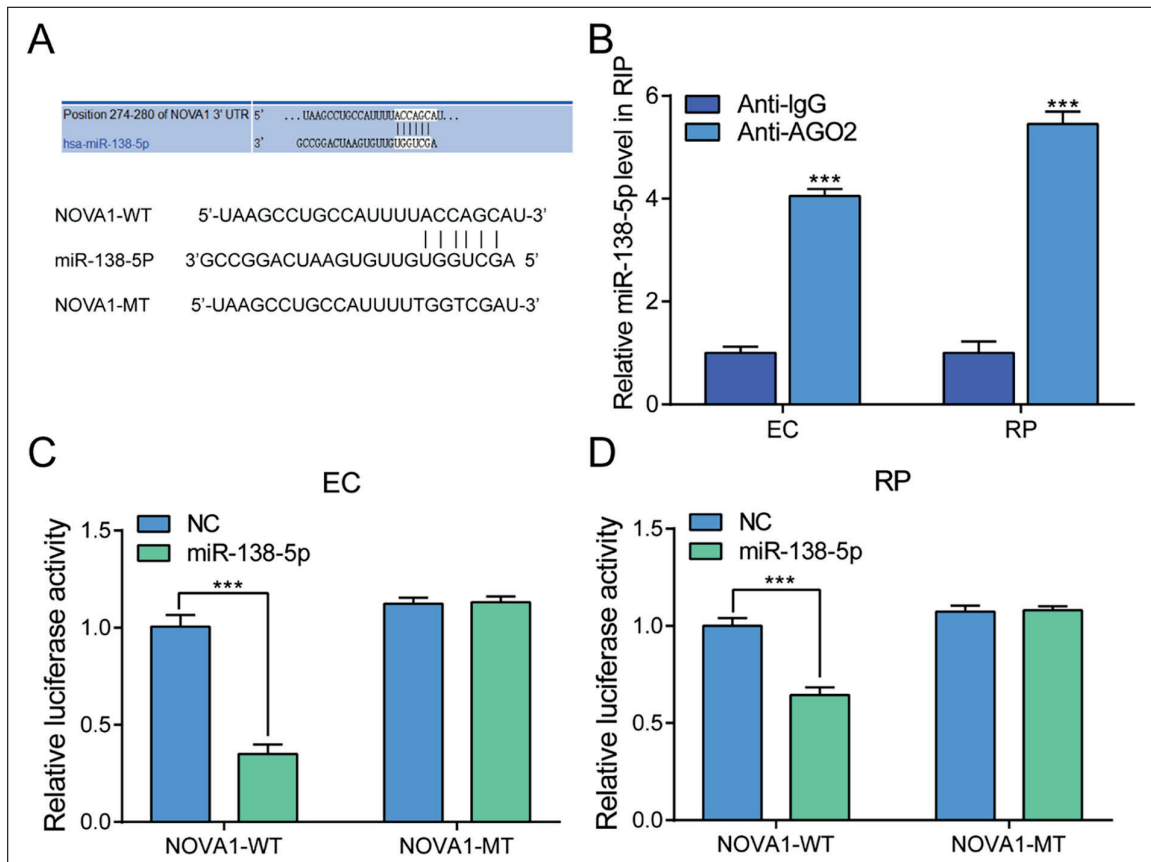 A
Position 274-280 of NOVA1 3' UTR 5' ...UAAGCCUGCCAUUUUACCAGCAU...
hsa-miR-138-5p 3' GCCGGACUAAGUGUUGUGGUCGA
NOVA1-WT 5'-UAAGCCUGCCAUUUUACCAGCAU-3'
miR-138-5P 3'GCCGGACUAAGUGUUGUGGUCGA 5'
NOVA1-MT 5'-UAAGCCUGCCAUUUUTGGTCGAU-3'
B
Relative miR-138-5p level in RIP
Anti-IgG
Anti-AGO2
6
4
2
0
***
***
EC RP
C
EC
Relative luciferase activity
NC
miR-138-5p
1.5
1.0
0.5
0.0
***
NOVA1-WT NOVA1-MT
D
RP
Relative luciferase activity
NC
miR-138-5p
1.5
1.0
0.5
0.0
***
NOVA1-WT NOVA1-MT